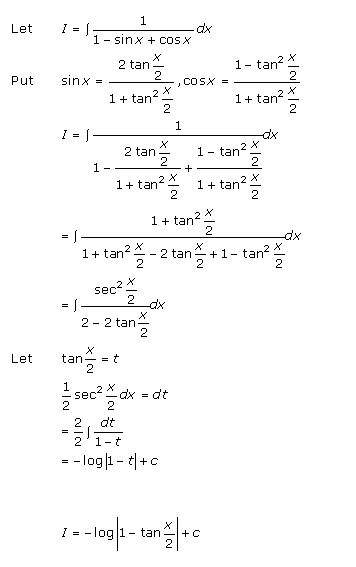 Let I = ∫ 1/(1 − sin x + cos x) dx
Put sin x = (2 tan x/2)/(1 + tan² x/2) , cos x = (1 − tan² x/2)/(1 + tan² x/2)
I = ∫ 1/(1 − (2 tan x/2)/(1 + tan² x/2) + (1 − tan² x/2)/(1 + tan² x/2)) dx
= ∫ (1 + tan² x/2)/(1 + tan² x/2 − 2 tan x/2 + 1 − tan² x/2) dx
= ∫ (sec² x/2)/(2 − 2 tan x/2) dx
Let tan x/2 = t
1/2 sec² x/2 dx = dt
= 2/2 ∫ dt/(1 − t)
= −log|1 − t| + c
I = −log|1 − tan x/2| + c